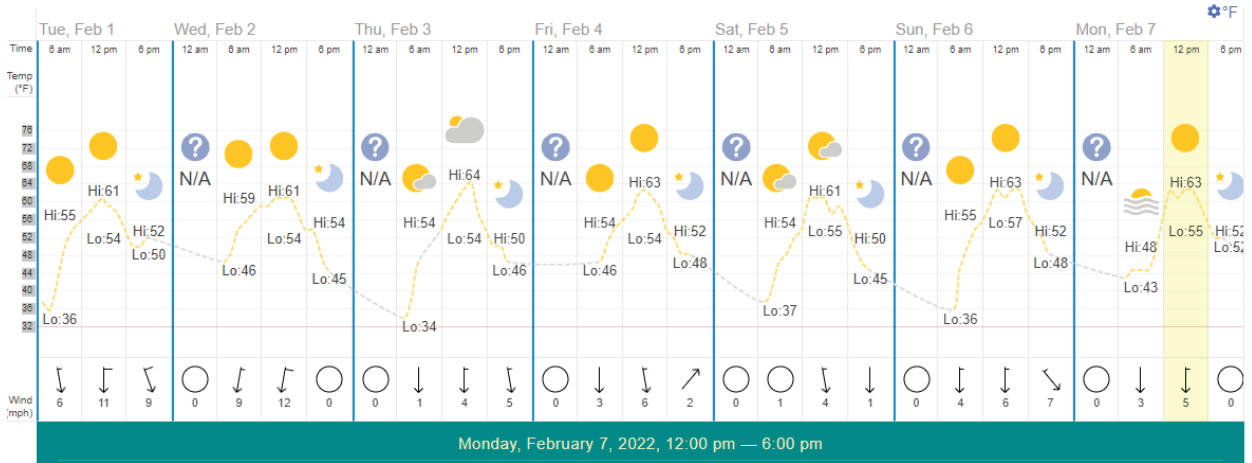 °F
Tue, Feb 1 Wed, Feb 2 Thu, Feb 3 Fri, Feb 4 Sat, Feb 5 Sun, Feb 6 Mon, Feb 7
Time 6 am 12 pm 6 pm 12 am 6 am 12 pm 6 pm 12 am 6 am 12 pm 6 pm 12 am 6 am 12 pm 6 pm 12 am 6 am 12 pm 6 pm 12 am 6 am 12 pm 6 pm 12 am 6 am 12 pm 6 pm
Temp
(°F)
76
72
68
64
60
56
52
48
44
40
36
32
Hi:55 Lo:36
Hi:61 Lo:54
Hi:52 Lo:50
? N/A
Hi:59 Lo:46
Hi:61 Lo:54
Hi:54 Lo:45
? N/A
Hi:54 Lo:34
Hi:64 Lo:54
Hi:50 Lo:46
? N/A
Hi:54 Lo:46
Hi:63 Lo:54
Hi:52 Lo:48
? N/A
Hi:54 Lo:37
Hi:61 Lo:55
Hi:50 Lo:45
? N/A
Hi:55 Lo:36
Hi:63 Lo:57
Hi:52 Lo:48
? N/A
Hi:48 Lo:43
Hi:63 Lo:55
Hi:52 Lo:52
Wind
(mph)
6 11 9 0 9 12 0 0 1 4 5 0 3 6 2 0 1 4 1 0 4 6 7 0 3 5 0
Monday, February 7, 2022, 12:00 pm — 6:00 pm